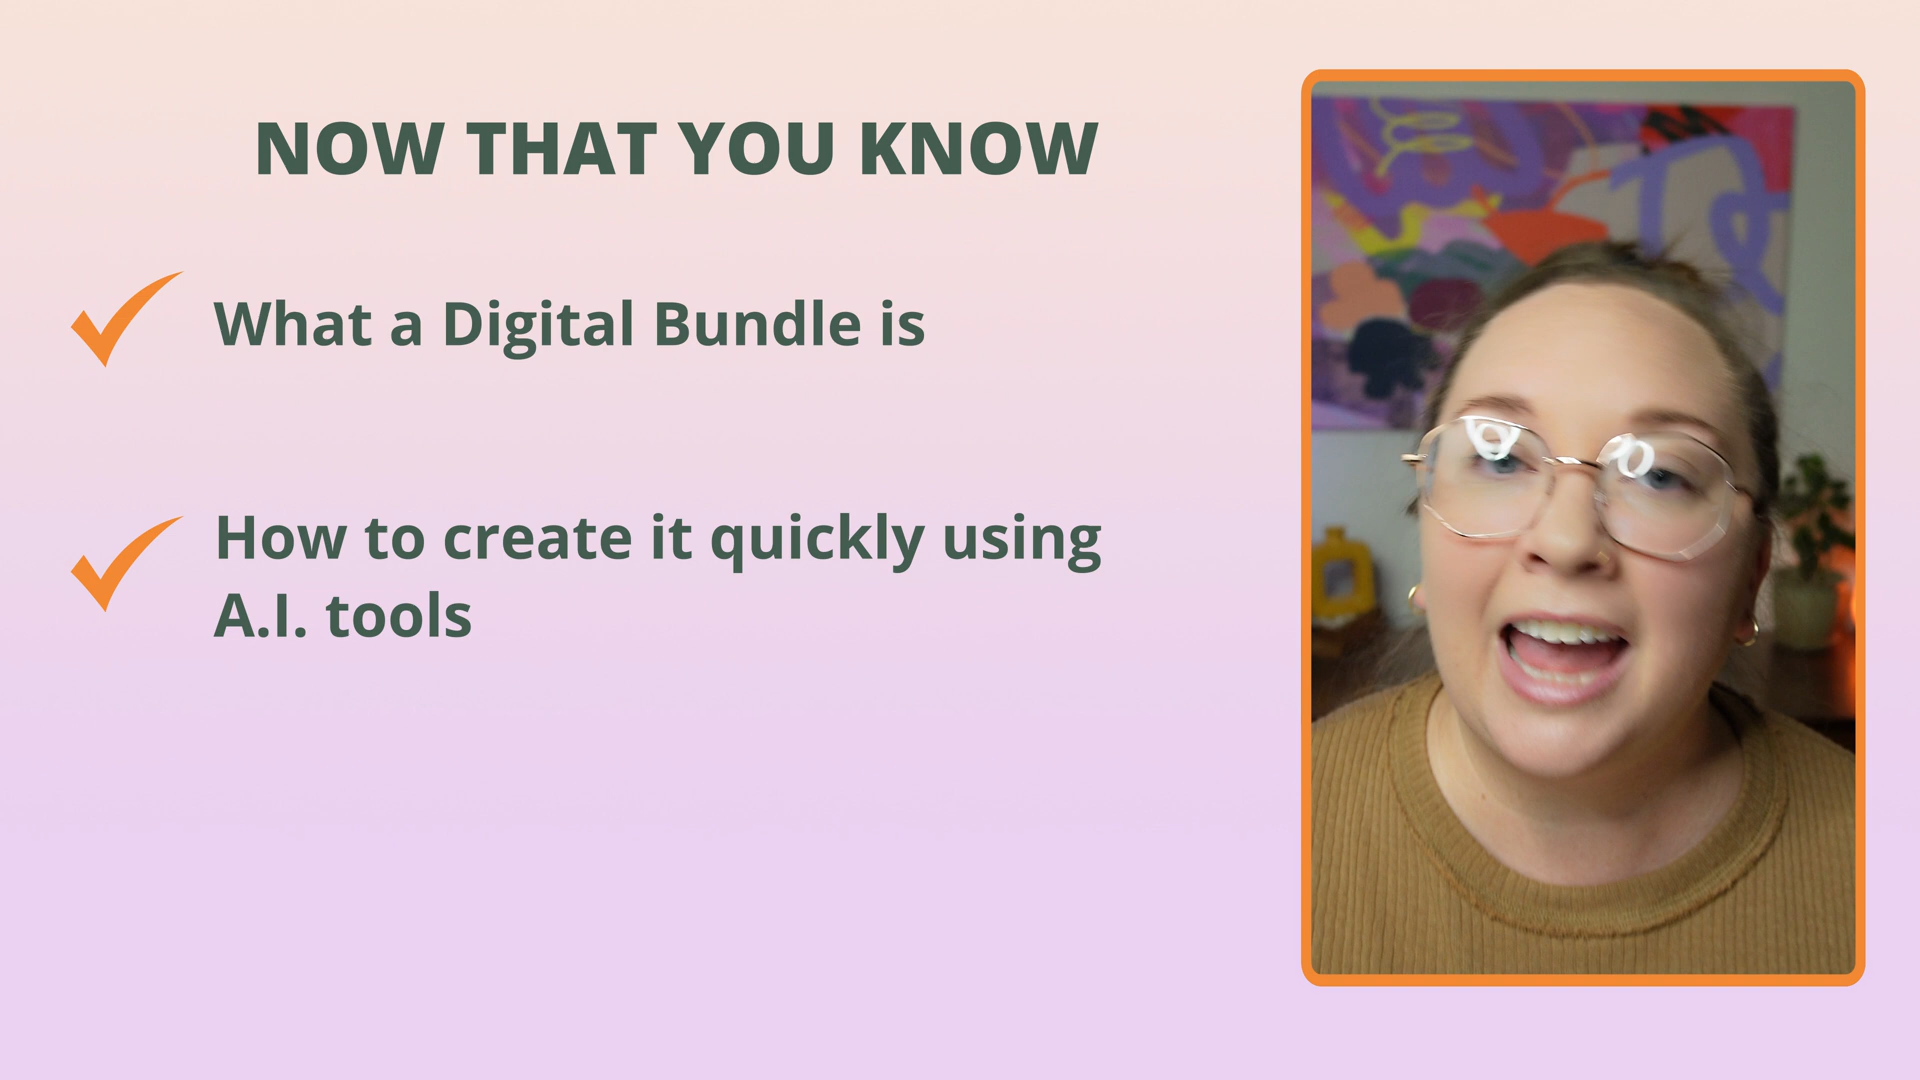 NOW THAT YOU KNOW
What a Digital Bundle is
How to create it quickly using
A.I. tools